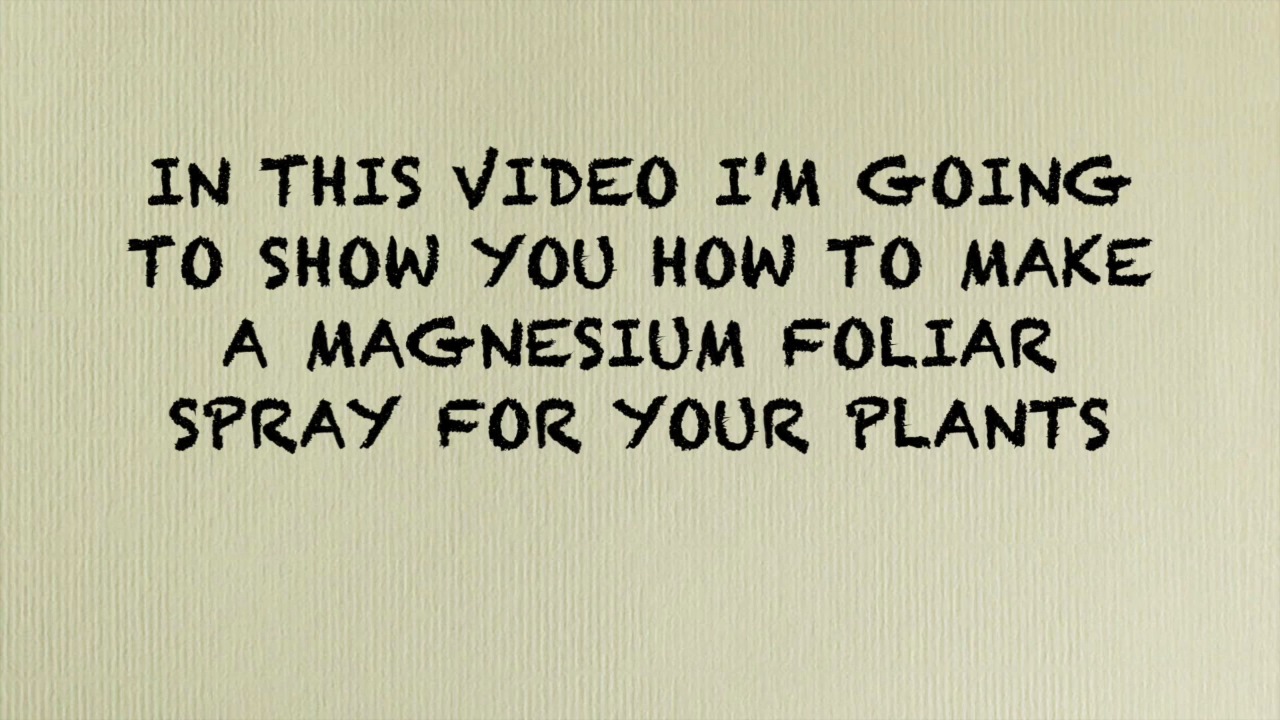 IN THIS VIDEO I'M GOING
TO SHOW YOU HOW TO MAKE
A MAGNESIUM FOLIAR
SPRAY FOR YOUR PLANTS